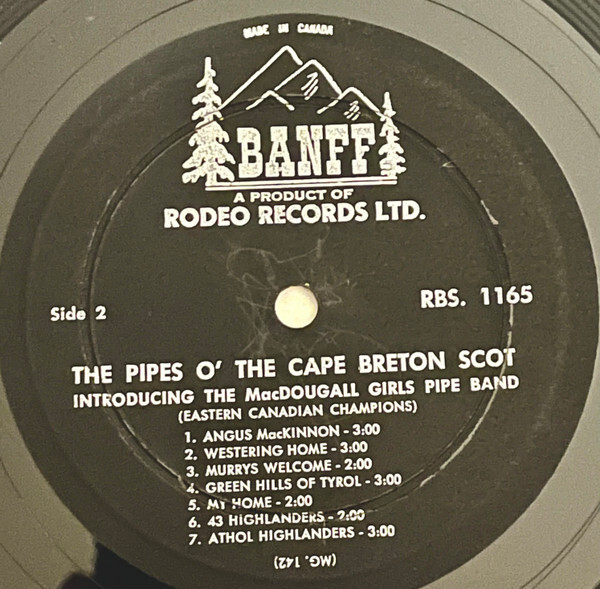 MADE IN CANADA
BANFF
A PRODUCT OF
RODEO RECORDS LTD.
Side 2
RBS. 1165
THE PIPES O' THE CAPE BRETON SCOT
INTRODUCING THE MacDOUGALL GIRLS PIPE BAND
(EASTERN CANADIAN CHAMPIONS)
1. ANGUS MacKINNON - 3:00
2. WESTERING HOME - 3:00
3. MURRYS WELCOME - 2:00
4. GREEN HILLS OF TYROL - 3:00
5. MY HOME - 2:00
6. 43 HIGHLANDERS - 2:00
7. ATHOL HIGHLANDERS - 3:00
(MG. 142)